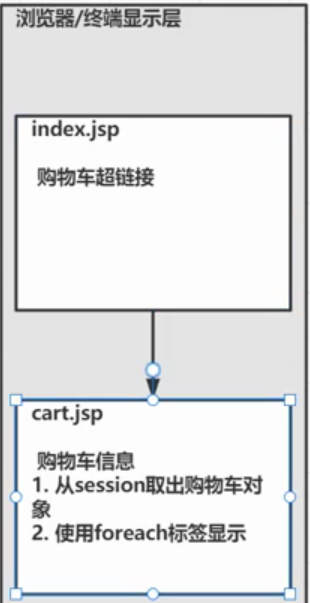 浏览器/终端显示层
index.jsp
购物车超链接
cart.jsp
购物车信息
1. 从session取出购物车对
象
2. 使用foreach标签显示